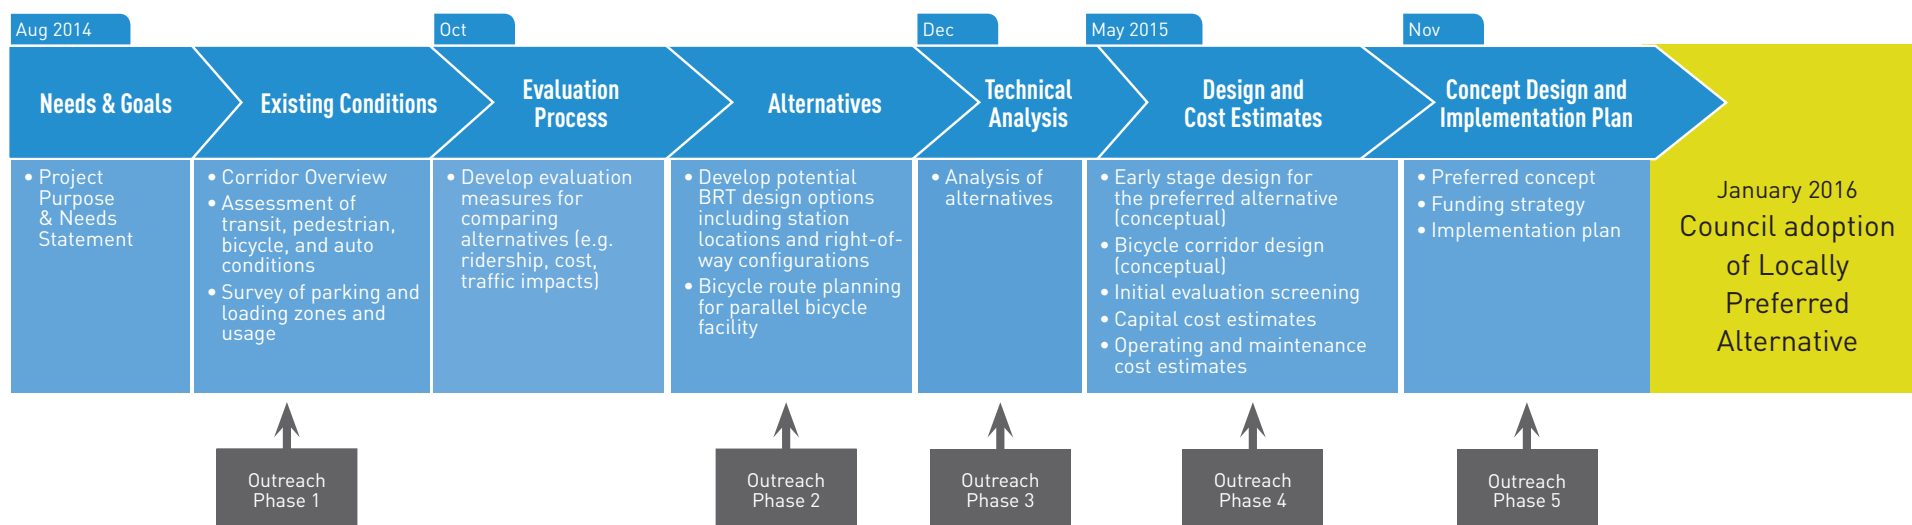 Aug 2014
Oct
Dec
May 2015
Nov
Needs & Goals
Existing Conditions
Evaluation
Process
Alternatives
Technical
Analysis
Design and
Cost Estimates
Concept Design and
Implementation Plan
• Project
Purpose
& Needs
Statement
• Corridor Overview
• Assessment of
transit, pedestrian,
bicycle, and auto
conditions
• Survey of parking and
loading zones and
usage
• Develop evaluation
measures for
comparing
alternatives (e.g.
ridership, cost,
traffic impacts)
• Develop potential
BRT design options
including station
locations and right-of-
way configurations
• Bicycle route planning
for parallel bicycle
facility
• Analysis of
alternatives
• Early stage design for
the preferred alternative
(conceptual)
• Bicycle corridor design
(conceptual)
• Initial evaluation screening
• Capital cost estimates
• Operating and maintenance
cost estimates
• Preferred concept
• Funding strategy
• Implementation plan
January 2016
Council adoption
of Locally
Preferred
Alternative
Outreach
Phase 1
Outreach
Phase 2
Outreach
Phase 3
Outreach
Phase 4
Outreach
Phase 5